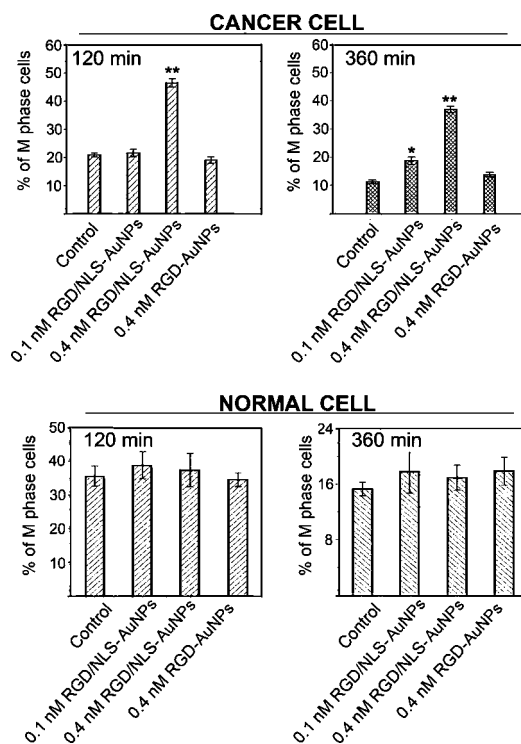 CANCER CELL
120 min
**
% of M phase cells
60
50
40
30
20
10
Control
0.1 nM RGD/NLS-AuNPs
0.4 nM RGD/NLS-AuNPs
0.4 nM RGD-AuNPs
360 min
*
**
% of M phase cells
60
50
40
30
20
10
Control
0.1 nM RGD/NLS-AuNPs
0.4 nM RGD/NLS-AuNPs
0.4 nM RGD-AuNPs
NORMAL CELL
120 min
% of M phase cells
50
40
30
20
10
Control
0.1 nM RGD/NLS-AuNPs
0.4 nM RGD/NLS-AuNPs
0.4 nM RGD-AuNPs
360 min
% of M phase cells
24
16
8
Control
0.1 nM RGD/NLS-AuNPs
0.4 nM RGD/NLS-AuNPs
0.4 nM RGD-AuNPs